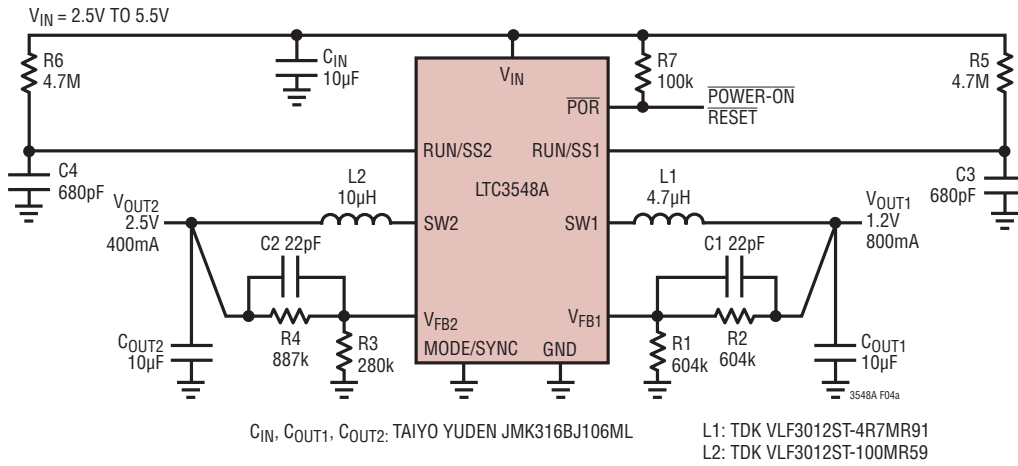 V_IN = 2.5V TO 5.5V
R6
4.7M
C_IN
10µF
V_IN
R7
100k
R5
4.7M
POR
POWER-ON
RESET
RUN/SS2
RUN/SS1
C4
680pF
L2
10µH
LTC3548A
L1
4.7µH
C3
680pF
V_OUT2
2.5V
400mA
SW2
SW1
V_OUT1
1.2V
800mA
C2 22pF
C1 22pF
V_FB2
V_FB1
R4
887k
R3
280k
R1
604k
R2
604k
C_OUT2
10µF
MODE/SYNC
GND
C_OUT1
10µF
3548A F04a
C_IN, C_OUT1, C_OUT2: TAIYO YUDEN JMK316BJ106ML
L1: TDK VLF3012ST-4R7MR91
L2: TDK VLF3012ST-100MR59